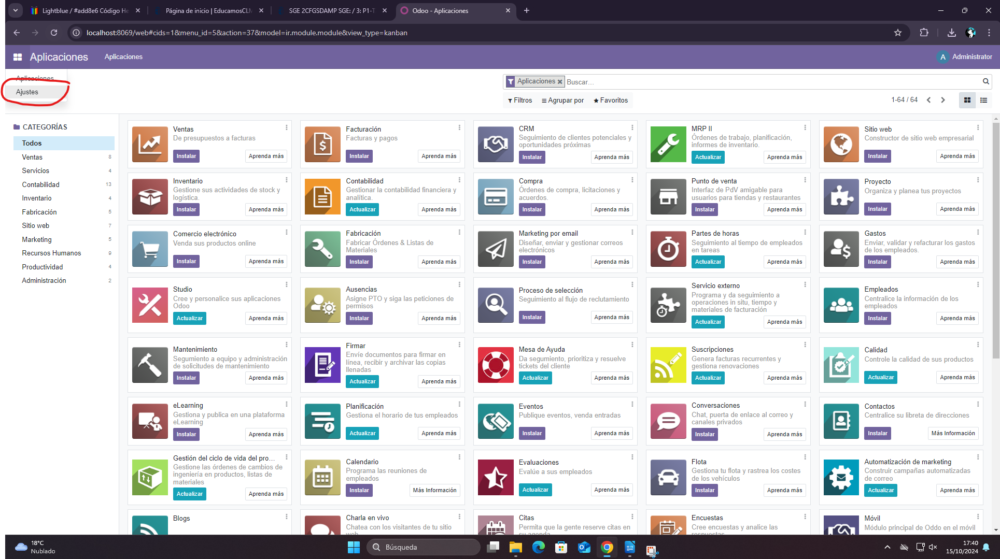 Lightblue / #add8e6 Código He
Página de inicio | EducamosCLM
SGE 2CFGSDAMP SGE: / 3: P1-T
Odoo - Aplicaciones
localhost:8069/web#cids=1&menu_id=5&action=37&model=ir.module.module&view_type=kanban
Aplicaciones
Aplicaciones
A Administrator
Aplicaciones
Ajustes
Aplicaciones
Buscar...
Filtros
Agrupar por
Favoritos
1-64 / 64
CATEGORÍAS
Todos
Ventas 8
Servicios 4
Contabilidad 13
Inventario 4
Fabricación 5
Sitio web 7
Marketing 5
Recursos Humanos 9
Productividad 4
Administración 2
Ventas
De presupuestos a facturas
Instalar
Aprenda más
Facturación
Facturas y pagos
Instalar
Aprenda más
CRM
Seguimiento de clientes potenciales y
oportunidades próximas
Instalar
Aprenda más
MRP II
Órdenes de trabajo, planificación,
informes de inventario.
Actualizar
Aprenda más
Sitio web
Constructor de sitio web empresarial
Instalar
Aprenda más
Inventario
Gestione sus actividades de stock y
logística.
Instalar
Aprenda más
Contabilidad
Gestionar la contabilidad financiera y
analítica.
Actualizar
Aprenda más
Compra
Órdenes de compra, licitaciones y
acuerdos.
Instalar
Aprenda más
Punto de venta
Interfaz de PdV amigable para
usuarios para tiendas y restaurantes
Instalar
Aprenda más
Proyecto
Organiza y planea tus proyectos
Instalar
Aprenda más
Comercio electrónico
Venda sus productos online
Instalar
Aprenda más
Fabricación
Fabricar Órdenes & Listas de
Materiales
Instalar
Aprenda más
Marketing por email
Diseñar, enviar y gestionar correos
electrónicos
Instalar
Aprenda más
Partes de horas
Seguimiento al tiempo de empleados
en tareas
Actualizar
Aprenda más
Gastos
Enviar, validar y refacturar los gastos
de los empleados.
Instalar
Aprenda más
Studio
Cree y personalice sus aplicaciones
Odoo
Actualizar
Aprenda más
Ausencias
Asigne PTO y siga las peticiones de
permisos
Instalar
Aprenda más
Proceso de selección
Seguimiento al flujo de reclutamiento
Instalar
Aprenda más
Servicio externo
Programa y da seguimiento a
operaciones in situ, tiempo y
materiales de facturación
Actualizar
Aprenda más
Empleados
Centralice la información de los
empleados
Instalar
Aprenda más
Mantenimiento
Segumiento a equipo y administración
de solicitudes de mantenimiento
Instalar
Aprenda más
Firmar
Envíe documentos para firmar en
línea, recibir y archivar las copias
llenadas
Actualizar
Aprenda más
Mesa de Ayuda
Da segumiento, prioritiza y resuelve
tickets del cliente
Actualizar
Aprenda más
Suscripciones
Genera facturas recurrentes y
gestiona renovaciones
Actualizar
Aprenda más
Calidad
Controle la calidad de sus productos
Actualizar
Aprenda más
eLearning
Gestiona y publica en una plataforma
eLearning
Instalar
Aprenda más
Planificación
Gestiona el horario de tus empleados
Actualizar
Aprenda más
Eventos
Publique eventos, venda entradas
Instalar
Aprenda más
Conversaciones
Chat, puerta de enlace al correo y
canales privados
Instalar
Aprenda más
Contactos
Centralice su libreta de direcciones
Instalar
Más Información
Gestión del ciclo de vida del pro...
Gestione las órdenes de cambios de
ingeniería en productos, listas de
materiales
Actualizar
Aprenda más
Calendario
Programa las reuniones de
empleados
Instalar
Más Información
Evaluaciones
Evalúe a sus empleados
Actualizar
Aprenda más
Flota
Gestiona tu flota y rastrea los costes
de los vehículos
Instalar
Aprenda más
Automatización de marketing
Construir campañas automatizadas
de correo
Actualizar
Aprenda más
Blogs
Charla en vivo
Chatea con los visitantes de tu sitio
web
Citas
Permita que la gente reserve citas en
su agenda
Encuestas
Cree encuestas y analice las
respuestas
Móvil
Módulo principal de Odoo en el móvil
18°C
Nublado
Búsqueda
17:40
15/10/2024